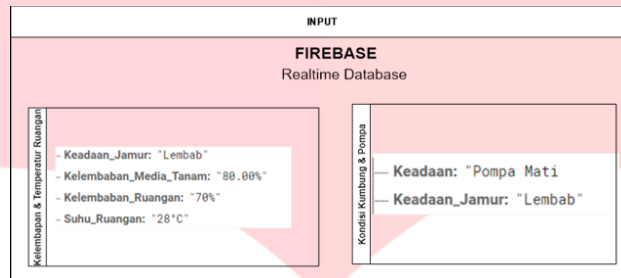 INPUT
FIREBASE
Realtime Database
Kelembapan & Temperatur Ruangan
Keadaan_Jamur: "Lembab"
Kelembaban_Media_Tanam: "80.00%"
Kelembaban_Ruangan: "70%"
Suhu_Ruangan: "28°C"
Kondisi Kumbung & Pompa
Keadaan: "Pompa Mati
Keadaan_Jamur: "Lembab"